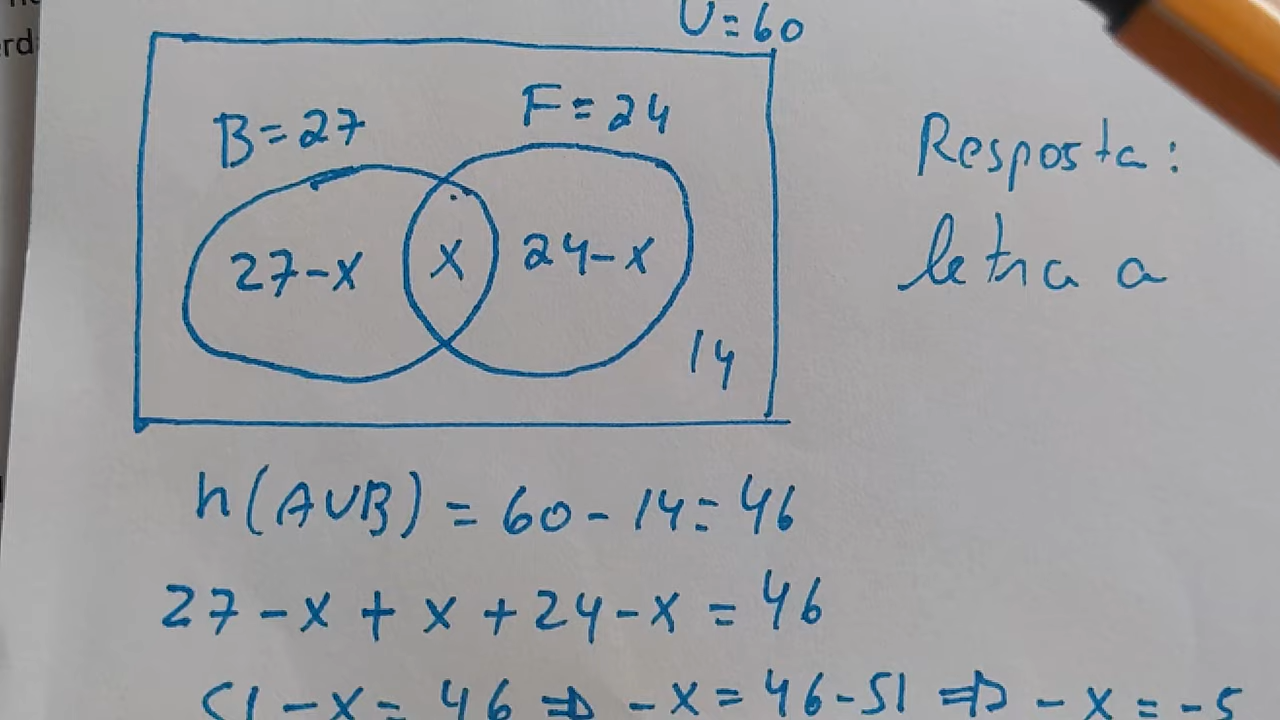 erd
U=60
B=27
F=24
27-x
x
24-x
14
Resposta:
letra a
n(AUB) = 60-14=46
27-x+x+24-x=46
51-x=46⇒-x=46-51⇒-x=-5